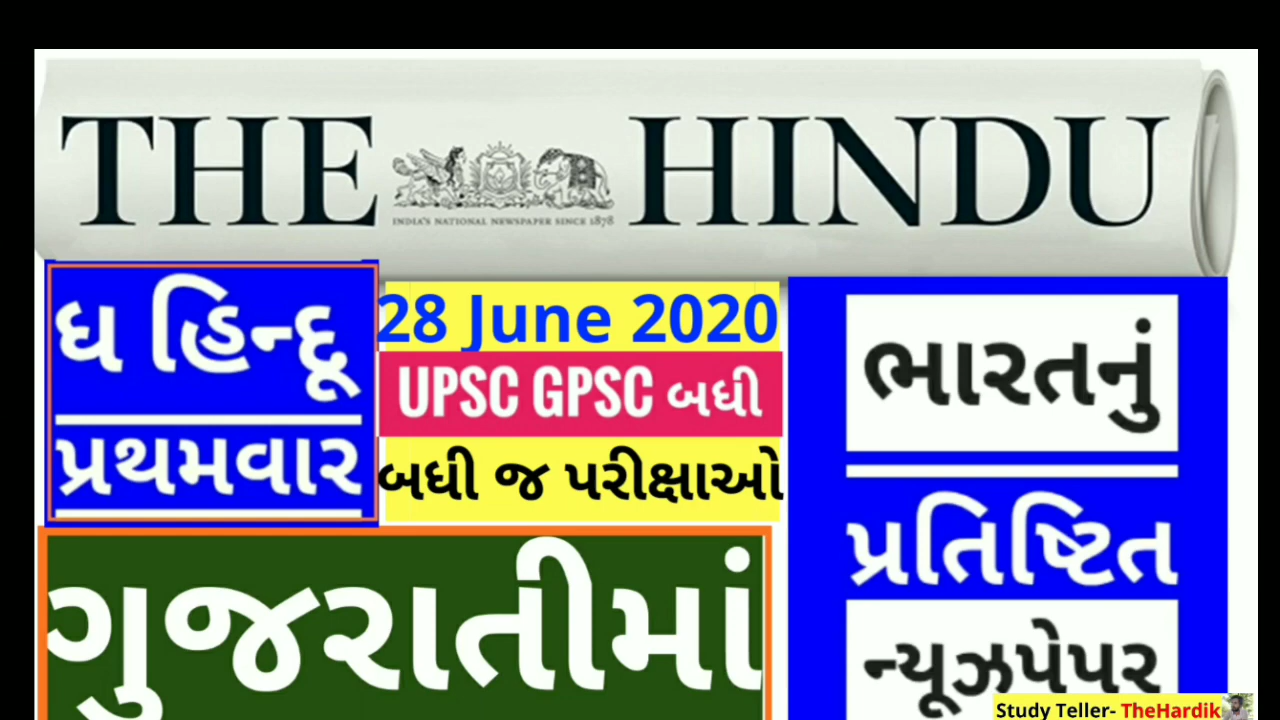 THE HINDU
INDIA'S NATIONAL NEWSPAPER SINCE 1878
ધ હિન્દૂ
પ્રથમવાર
28 June 2020
UPSC GPSC બધી
બધી જ પરીક્ષાઓ
ગુજરાતીમાં
ભારતનું
પ્રતિષ્ટિત
ન્યૂઝપેપર
Study Teller- TheHardik